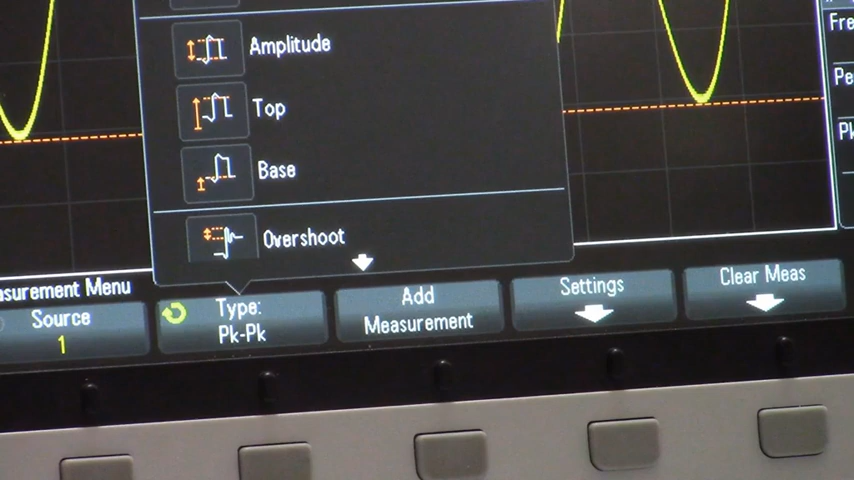 Amplitude
Top
Base
Overshoot
Fre
Pe
Pk
asurement Menu
Source
1
Type:
Pk-Pk
Add
Measurement
Settings
Clear Meas